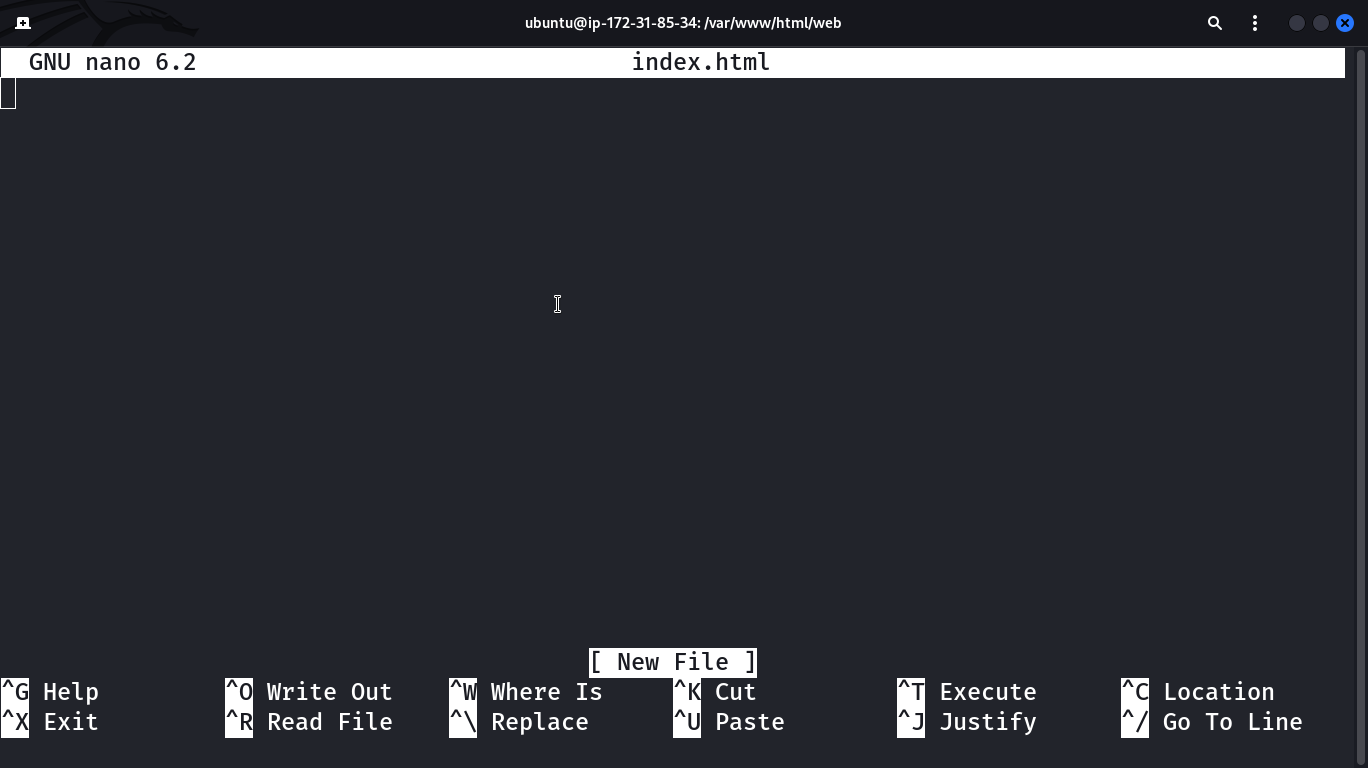 ubuntu@ip-172-31-85-34: /var/www/html/web
GNU nano 6.2 index.html
[ New File ]
^G Help ^O Write Out ^W Where Is ^K Cut ^T Execute ^C Location
^X Exit ^R Read File ^\ Replace ^U Paste ^J Justify ^/ Go To Line